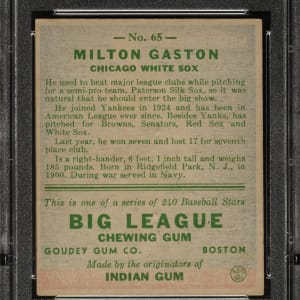 — No. 65 —
MILTON GASTON
CHICAGO WHITE SOX
He used to beat major league clubs while pitching
for a semi-pro-team, Paterson Silk Sox, so it
was natural that he should enter the big show.
He joined Yankees in 1924 and has been in
American League ever since. Besides Yanks, has
pitched for Browns, Senators, Red Sox and
White Sox.
Last year, he won seven and lost 17 for seventh
place club.
Is a right-hander, 6 feet, 1 inch tall and weighs
185 pounds. Born in Ridgefield Park, N. J., in
1900. During war served in Navy.
This is one of a series of 240 Baseball Stars
BIG LEAGUE
CHEWING GUM
GOUDEY GUM CO. BOSTON
Made by the originators of
INDIAN GUM